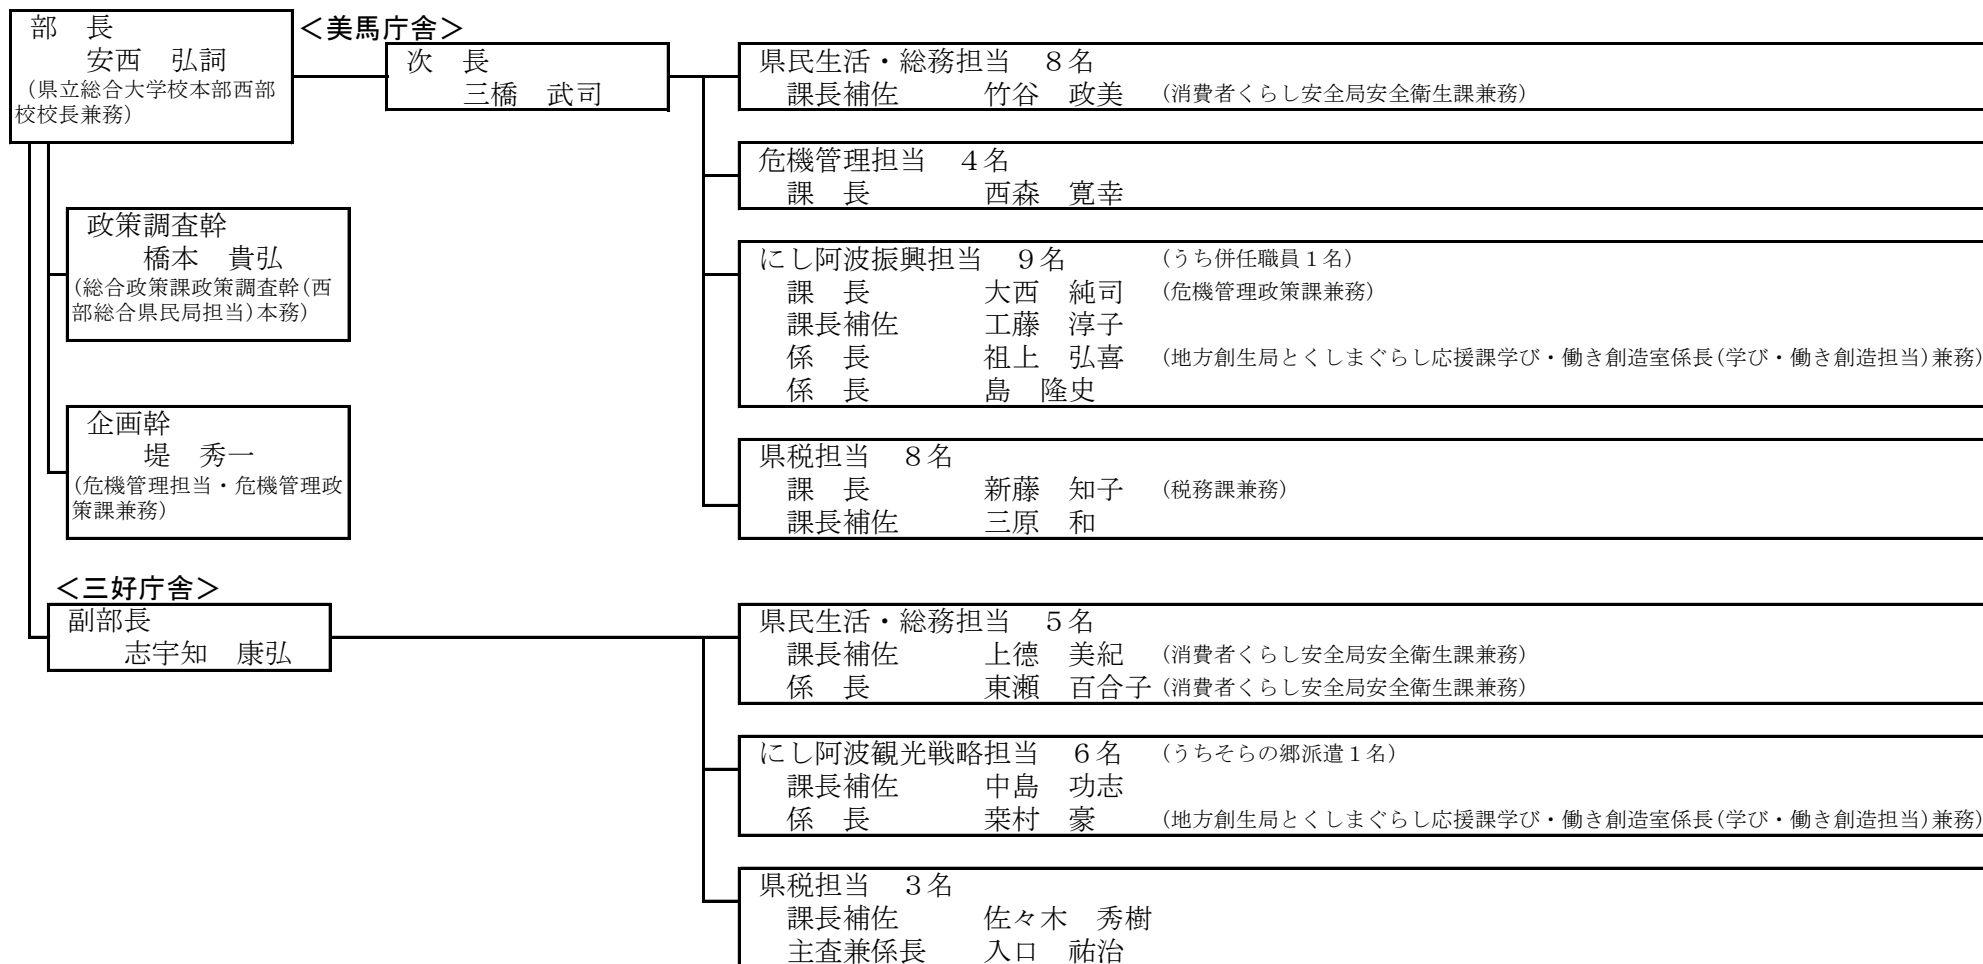 部　長
安西　弘詞
(県立総合大学校本部西部
校校長兼務)
＜美馬庁舎＞
次　長
三橋　武司
県民生活・総務担当　８名
課長補佐　竹谷　政美　(消費者くらし安全局安全衛生課兼務)
危機管理担当　４名
課　長　西森　寛幸
にし阿波振興担当　９名　(うち併任職員１名)
課　長　大西　純司　(危機管理政策課兼務)
課長補佐　工藤　淳子
係　長　祖上　弘喜　(地方創生局とくしまぐらし応援課学び・働き創造室係長(学び・働き創造担当)兼務)
係　長　島　隆史
県税担当　８名
課　長　新藤　知子　(税務課兼務)
課長補佐　三原　和
政策調査幹
橋本　貴弘
(総合政策課政策調査幹(西
部総合県民局担当)本務)
企画幹
堤　秀一
(危機管理担当・危機管理政
策課兼務)
＜三好庁舎＞
副部長
志宇知　康弘
県民生活・総務担当　５名
課長補佐　上德　美紀　(消費者くらし安全局安全衛生課兼務)
係　長　東瀬　百合子　(消費者くらし安全局安全衛生課兼務)
にし阿波観光戦略担当　６名　(うちそらの郷派遣１名)
課長補佐　中島　功志
係　長　桒村　豪　(地方創生局とくしまぐらし応援課学び・働き創造室係長(学び・働き創造担当)兼務)
県税担当　３名
課長補佐　佐々木　秀樹
主査兼係長　入口　祐治